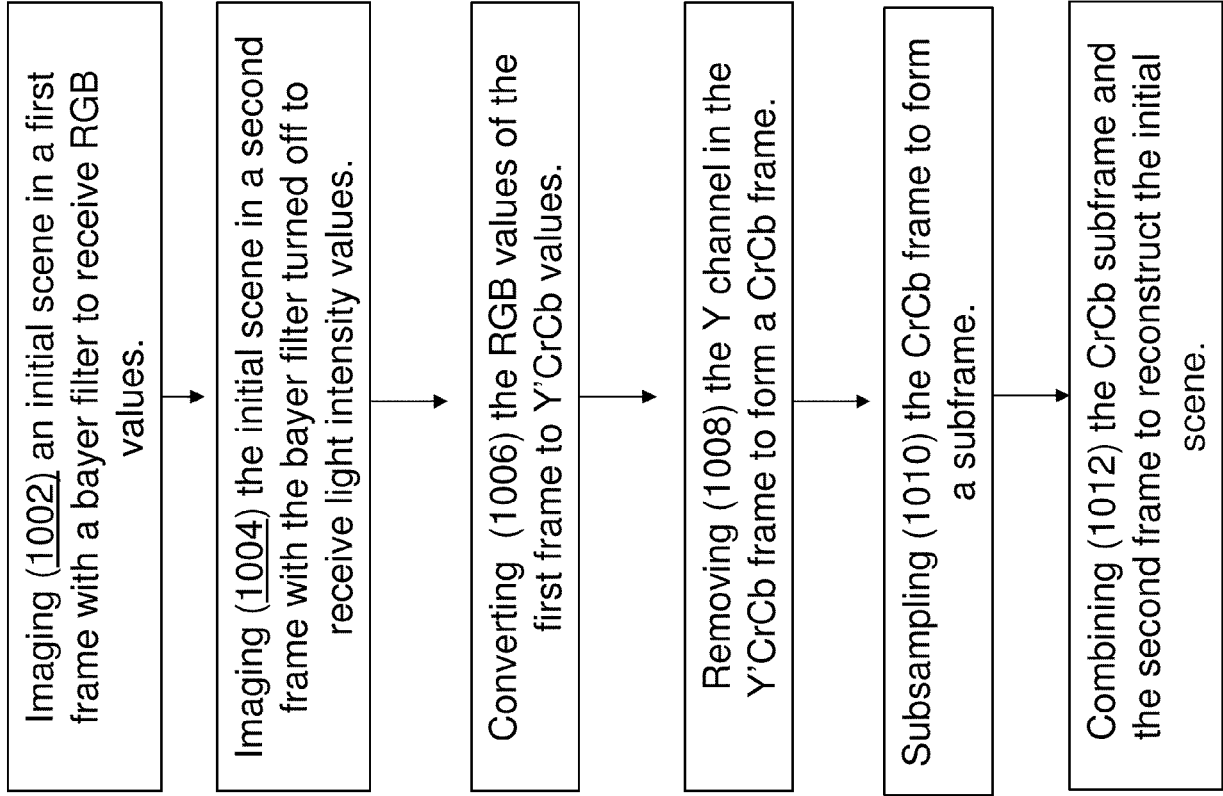 Imaging (1002) an initial scene in a first
frame with a bayer filter to receive RGB
values.
Imaging (1004) the initial scene in a second
frame with the bayer filter turned off to
receive light intensity values.
Converting (1006) the RGB values of the
first frame to Y'CrCb values.
Removing (1008) the Y channel in the
Y'CrCb frame to form a CrCb frame.
Subsampling (1010) the CrCb frame to form
a subframe.
Combining (1012) the CrCb subframe and
the second frame to reconstruct the initial
scene.